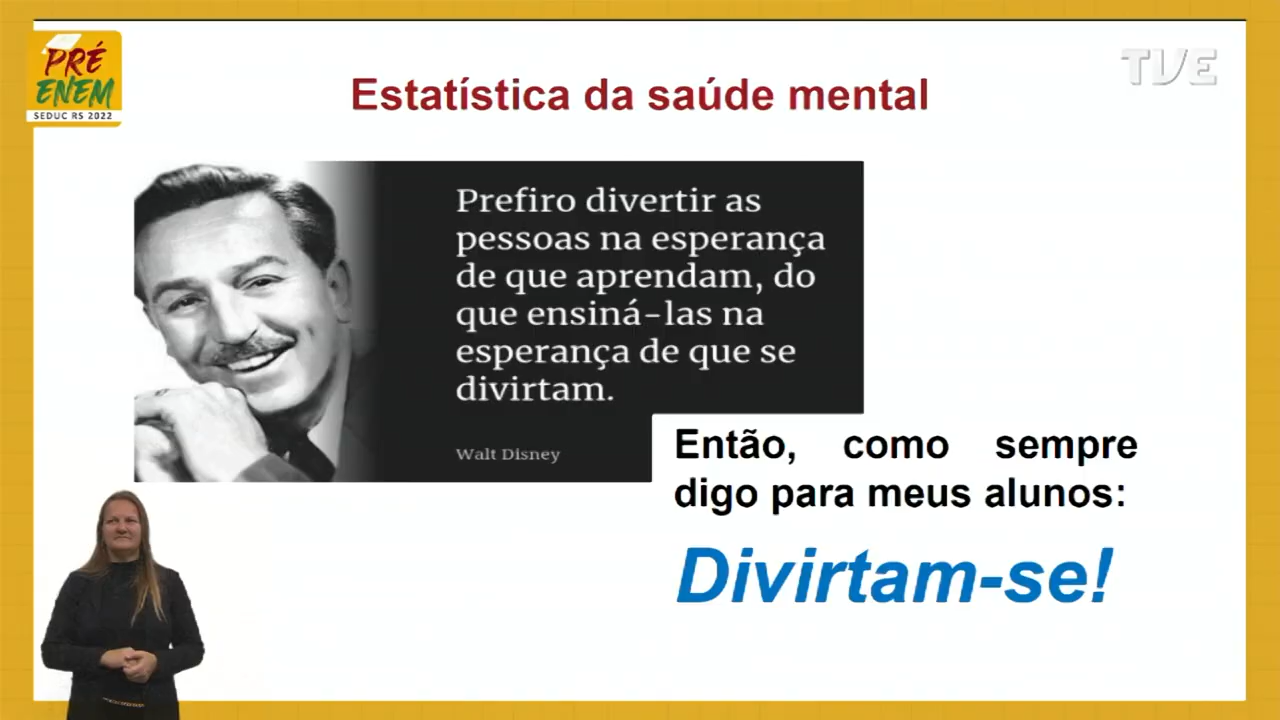 PRÉ
ENEM
SEDUC RS 2022
TVE
Estatística da saúde mental
Prefiro divertir as
pessoas na esperança
de que aprendam, do
que ensiná-las na
esperança de que se
divirtam.
Walt Disney
Então, como sempre
digo para meus alunos:
Divirtam-se!